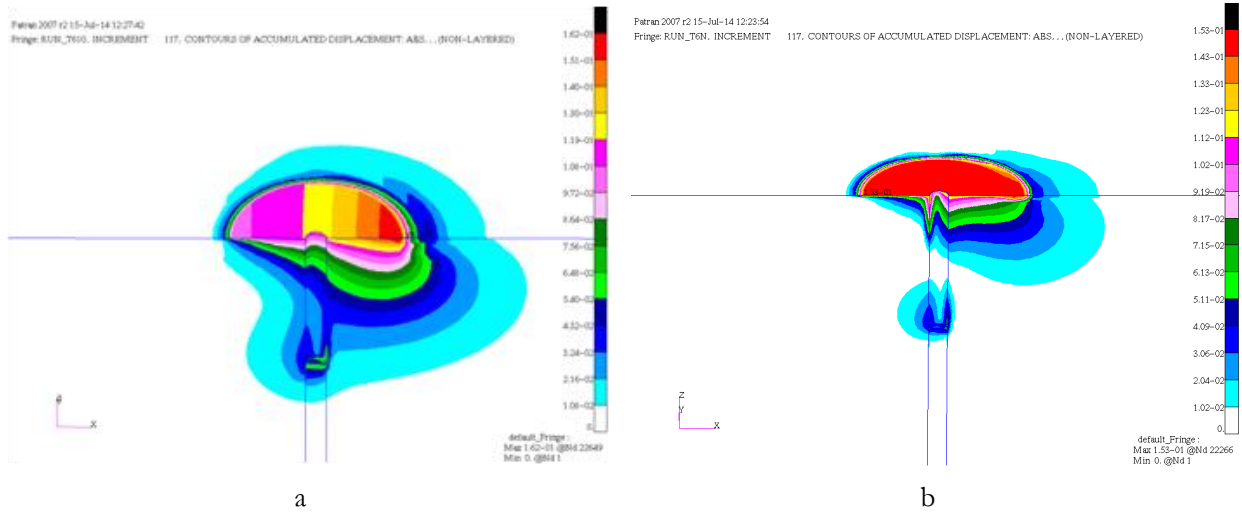 Patran 2007 r2 15-Jul-14 12:27:42
Fringe: RUN_T600, INCREMENT 117, CONTOURS OF ACCUMULATED DISPLACEMENT: ABS...(NON-LAYERED)
1.62-01
1.51-01
1.40-01
1.30-01
1.19-01
1.08-01
9.72-02
8.64-02
7.56-02
6.48-02
5.40-02
4.32-02
3.24-02
2.16-02
1.08-02
0.
X
default_Fringe :
Max 1.62-01 @Nd 22649
Min 0. @Nd 1
a
Patran 2007 r2 15-Jul-14 12:23:54
Fringe: RUN_T6N, INCREMENT 117, CONTOURS OF ACCUMULATED DISPLACEMENT: ABS...(NON-LAYERED)
1.53-01
1.53-01
1.43-01
1.33-01
1.23-01
1.12-01
1.02-01
9.19-02
8.17-02
7.15-02
6.13-02
5.11-02
4.09-02
3.06-02
2.04-02
1.02-02
0.
Z
Y
X
default_Fringe :
Max 1.53-01 @Nd 22266
Min 0. @Nd 1
b